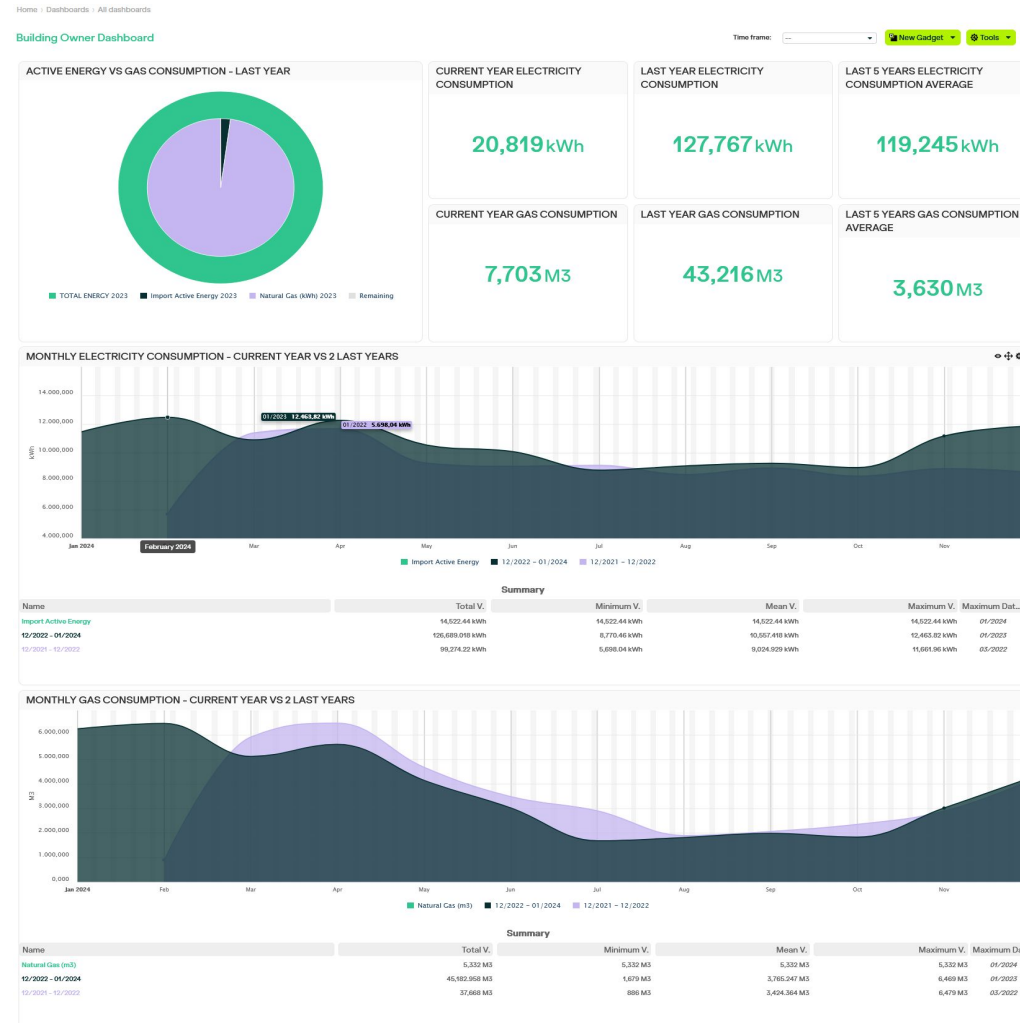 Home › Dashboards › All dashboards
Building Owner Dashboard
Time frame: --
New Gadget
Tools
ACTIVE ENERGY VS GAS CONSUMPTION - LAST YEAR
TOTAL ENERGY 2023 Import Active Energy 2023 Natural Gas (kWh) 2023 Remaining
CURRENT YEAR ELECTRICITY
CONSUMPTION
20,819 kWh
LAST YEAR ELECTRICITY
CONSUMPTION
127,767 kWh
LAST 5 YEARS ELECTRICITY
CONSUMPTION AVERAGE
119,245 kWh
CURRENT YEAR GAS CONSUMPTION
7,703 M3
LAST YEAR GAS CONSUMPTION
43,216 M3
LAST 5 YEARS GAS CONSUMPTION
AVERAGE
3,630 M3
MONTHLY ELECTRICITY CONSUMPTION - CURRENT YEAR VS 2 LAST YEARS
kWh
14.000,000
12.000,000
10.000,000
8.000,000
6.000,000
4.000,000
01/2023 12.463,82 kWh
01/2022 5.698,04 kWh
Jan 2024 February 2024 Mar Apr May Jun Jul Aug Sep Oct Nov
Import Active Energy 12/2022 - 01/2024 12/2021 - 12/2022
Summary
Name Total V. Minimum V. Mean V. Maximum V. Maximum Dat...
Import Active Energy 14,522.44 kWh 14,522.44 kWh 14,522.44 kWh 14,522.44 kWh 01/2024
12/2022 - 01/2024 126,689.018 kWh 8,770.46 kWh 10,557.418 kWh 12,463.82 kWh 01/2023
12/2021 - 12/2022 99,274.22 kWh 5,698.04 kWh 9,024.929 kWh 11,661.96 kWh 03/2022
MONTHLY GAS CONSUMPTION - CURRENT YEAR VS 2 LAST YEARS
M3
6.000,000
5.000,000
4.000,000
3.000,000
2.000,000
1.000,000
0,000
Jan 2024 Feb Mar Apr May Jun Jul Aug Sep Oct Nov
Natural Gas (m3) 12/2022 - 01/2024 12/2021 - 12/2022
Summary
Name Total V. Minimum V. Mean V. Maximum V. Maximum Da
Natural Gas (m3) 5,332 M3 5,332 M3 5,332 M3 5,332 M3 01/2024
12/2022 - 01/2024 45,182.958 M3 1,679 M3 3,765.247 M3 6,469 M3 01/2023
12/2021 - 12/2022 37,668 M3 886 M3 3,424.364 M3 6,479 M3 03/2022